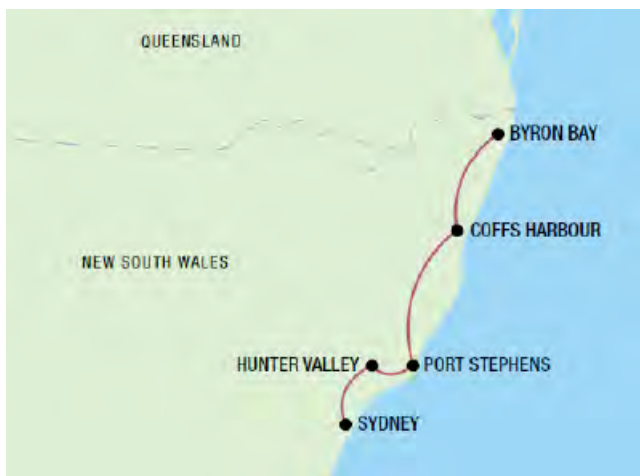 QUEENSLAND
BYRON BAY
COFFS HARBOUR
NEW SOUTH WALES
HUNTER VALLEY
PORT STEPHENS
SYDNEY